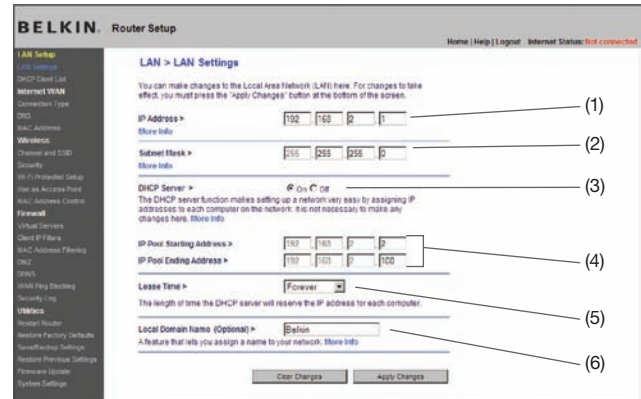 BELKIN. Router Setup
Home | Help | Logout Internet Status: Not connected
LAN Setup
LAN Settings
DHCP Client List
Internet WAN
Connection Type
DNS
MAC Address
Wireless
Channel and SSID
Security
Wi-Fi Protected Setup
Use as Access Point
MAC Address Control
Firewall
Virtual Servers
Client IP Filters
MAC Address Filtering
DMZ
DDNS
WAN Ping Blocking
Security Log
Utilities
Restart Router
Restore Factory Defaults
Save/Backup Settings
Restore Previous Settings
Firmware Update
System Settings
LAN > LAN Settings
You can make changes to the Local Area Network (LAN) here. For changes to take
effect, you must press the "Apply Changes" button at the bottom of the screen.
IP Address > 192 .168 .2 .1
More Info
(1)
Subnet Mask > 255 .255 .255 .0
More Info
(2)
DHCP Server > On Off
(3)
The DHCP server function makes setting up a network very easy by assigning IP
addresses to each computer on the network. It is not necessary to make any
changes here. More Info
IP Pool Starting Address > 192 .168 .2 .2
IP Pool Ending Address > 192 .168 .2 .100
(4)
Lease Time > Forever
(5)
The length of time the DHCP server will reserve the IP address for each computer.
Local Domain Name (Optional) > Belkin
(6)
A feature that lets you assign a name to your network. More Info
Clear Changes Apply Changes